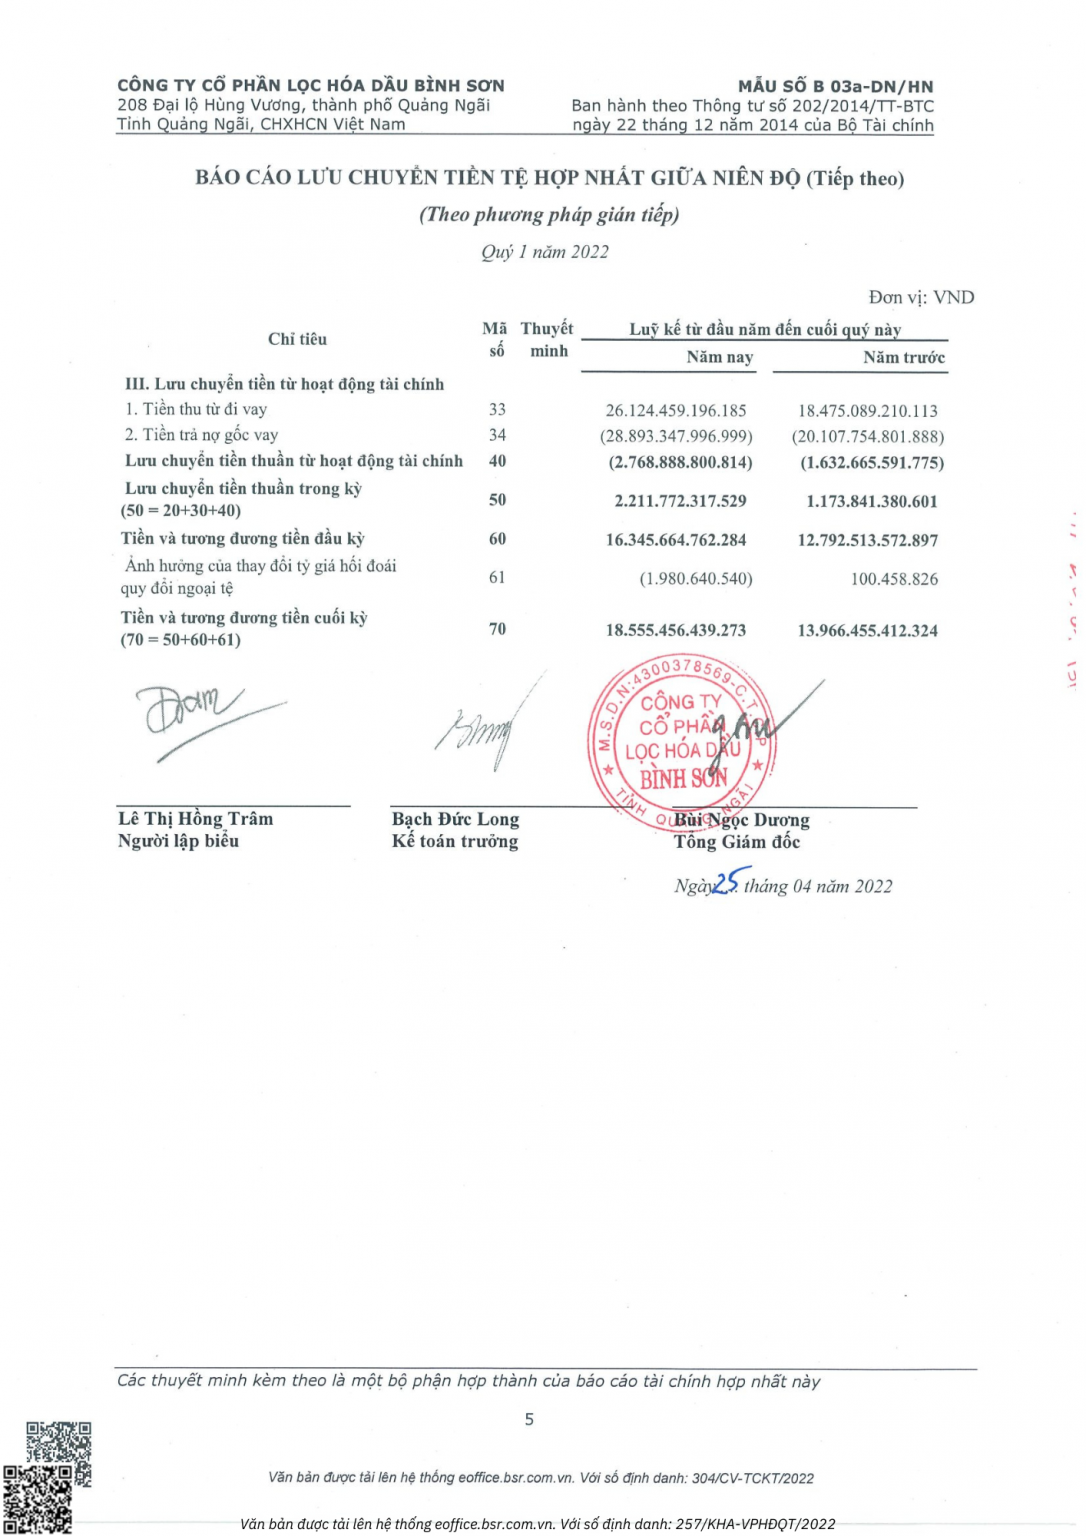 CÔNG TY CỔ PHẦN LỌC HÓA DẦU BÌNH SƠN
208 Đại lộ Hùng Vương, thành phố Quảng Ngãi
Tỉnh Quảng Ngãi, CHXHCN Việt Nam
MẪU SỐ B 03a-DN/HN
Ban hành theo Thông tư số 202/2014/TT-BTC
ngày 22 tháng 12 năm 2014 của Bộ Tài chính
BÁO CÁO LƯU CHUYỂN TIỀN TỆ HỢP NHẤT GIỮA NIÊN ĐỘ (Tiếp theo)
(Theo phương pháp gián tiếp)
Quý 1 năm 2022
Đơn vị: VND
Chỉ tiêu Mã số Thuyết minh Luỹ kế từ đầu năm đến cuối quý này
Năm nay Năm trước
III. Lưu chuyển tiền từ hoạt động tài chính
1. Tiền thu từ đi vay 33 26.124.459.196.185 18.475.089.210.113
2. Tiền trả nợ gốc vay 34 (28.893.347.996.999) (20.107.754.801.888)
Lưu chuyển tiền thuần từ hoạt động tài chính 40 (2.768.888.800.814) (1.632.665.591.775)
Lưu chuyển tiền thuần trong kỳ
(50 = 20+30+40) 50 2.211.772.317.529 1.173.841.380.601
Tiền và tương đương tiền đầu kỳ 60 16.345.664.762.284 12.792.513.572.897
Ảnh hưởng của thay đổi tỷ giá hối đoái
quy đổi ngoại tệ 61 (1.980.640.540) 100.458.826
Tiền và tương đương tiền cuối kỳ
(70 = 50+60+61) 70 18.555.456.439.273 13.966.455.412.324
M.S.D.N:4300378569-C.T.C.P
CÔNG TY
CỔ PHẦN
LỌC HÓA DẦU
BÌNH SƠN
TỈNH QUẢNG NGÃI
Lê Thị Hồng Trâm
Người lập biểu
Bạch Đức Long
Kế toán trưởng
Bùi Ngọc Dương
Tổng Giám đốc
Ngày 25 tháng 04 năm 2022
Các thuyết minh kèm theo là một bộ phận hợp thành của báo cáo tài chính hợp nhất này
5
Văn bản được tải lên hệ thống eoffice.bsr.com.vn. Với số định danh: 304/CV-TCKT/2022
Văn bản được tải lên hệ thống eoffice.bsr.com.vn. Với số định danh: 257/KHA-VPHĐQT/2022